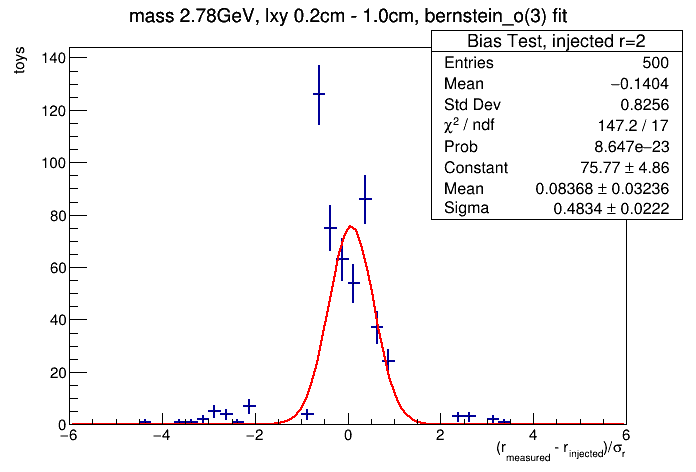 mass 2.78GeV, lxy 0.2cm - 1.0cm, bernstein_o(3) fit
toys
Bias Test, injected r=2
Entries 500
Mean −0.1404
Std Dev 0.8256
χ² / ndf 147.2 / 17
Prob 8.647e−23
Constant 75.77 ± 4.86
Mean 0.08368 ± 0.03236
Sigma 0.4834 ± 0.0222
140
120
100
80
60
40
20
0
−6 −4 −2 0 2 4 6
(r_measured - r_injected)/σ_r